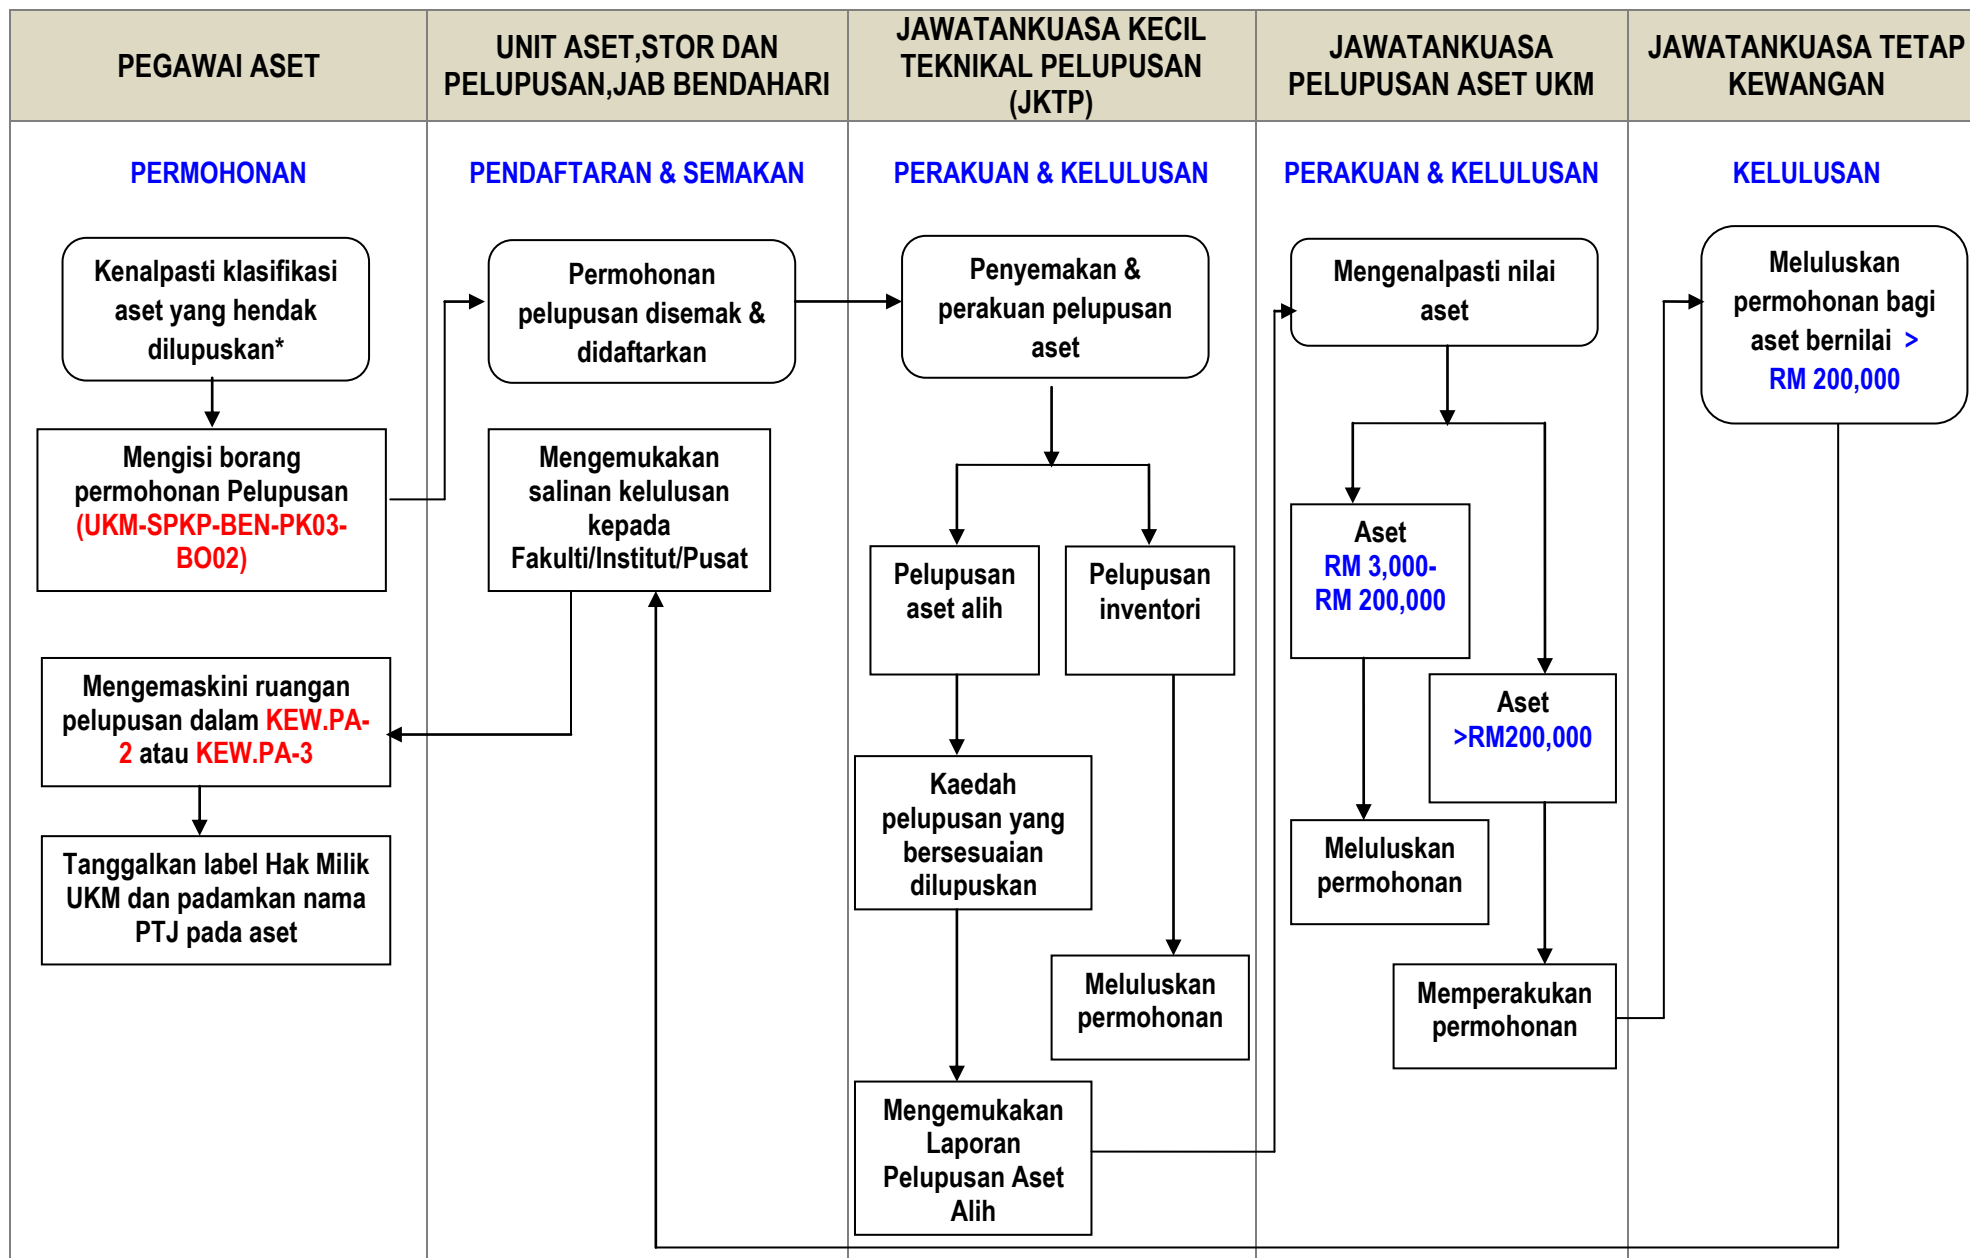 PEGAWAI ASET
UNIT ASET,STOR DAN
PELUPUSAN,JAB BENDAHARI
JAWATANKUASA KECIL
TEKNIKAL PELUPUSAN
(JKTP)
JAWATANKUASA
PELUPUSAN ASET UKM
JAWATANKUASA TETAP
KEWANGAN
PERMOHONAN
PENDAFTARAN & SEMAKAN
PERAKUAN & KELULUSAN
PERAKUAN & KELULUSAN
KELULUSAN
Kenalpasti klasifikasi
aset yang hendak
dilupuskan*
Mengisi borang
permohonan Pelupusan
(UKM-SPKP-BEN-PK03-
BO02)
Mengemaskini ruangan
pelupusan dalam KEW.PA-
2 atau KEW.PA-3
Tanggalkan label Hak Milik
UKM dan padamkan nama
PTJ pada aset
Permohonan
pelupusan disemak &
didaftarkan
Mengemukakan
salinan kelulusan
kepada
Fakulti/Institut/Pusat
Penyemakan &
perakuan pelupusan
aset
Pelupusan
aset alih
Pelupusan
inventori
Kaedah
pelupusan yang
bersesuaian
dilupuskan
Meluluskan
permohonan
Mengemukakan
Laporan
Pelupusan Aset
Alih
Mengenalpasti nilai
aset
Aset
RM 3,000-
RM 200,000
Aset
>RM200,000
Meluluskan
permohonan
Memperakukan
permohonan
Meluluskan
permohonan bagi
aset bernilai >
RM 200,000